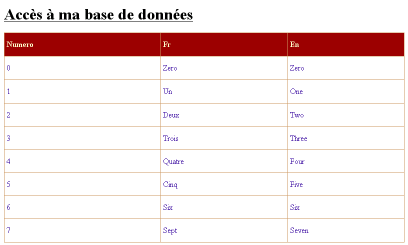 Accès à ma base de données
Numero Fr En
0 Zero Zero
1 Un One
2 Deux Two
3 Trois Three
4 Quatre Four
5 Cinq Five
6 Six Six
7 Sept Seven